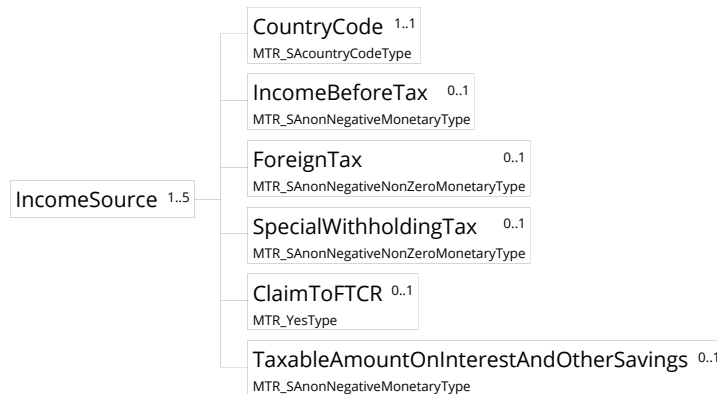 CountryCode 1..1
MTR_SAcountryCodeType
IncomeBeforeTax 0..1
MTR_SAnonNegativeMonetaryType
ForeignTax 0..1
MTR_SAnonNegativeNonZeroMonetaryType
IncomeSource 1..5
SpecialWithholdingTax 0..1
MTR_SAnonNegativeNonZeroMonetaryType
ClaimToFTCR 0..1
MTR_YesType
TaxableAmountOnInterestAndOtherSavings 0..1
MTR_SAnonNegativeMonetaryType